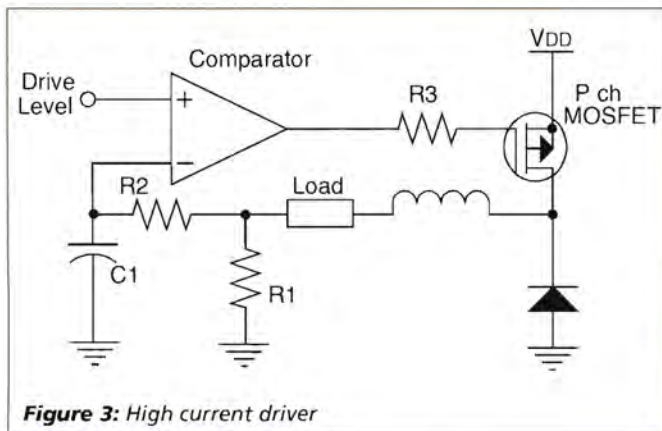 Comparator
VDD
Drive
Level
+
P ch
MOSFET
R3
−
R2
Load
C1
R1
Figure 3: High current driver